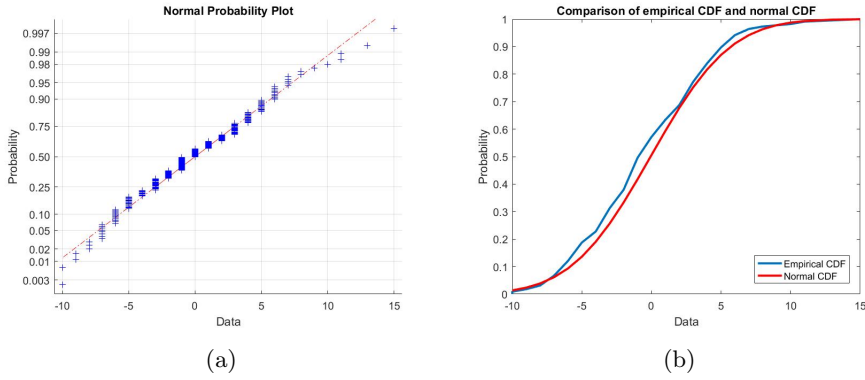 Normal Probability Plot
0.997
0.99
0.98
0.95
0.90
0.75
0.50
0.25
0.10
0.05
0.02
0.01
0.003
Probability
-10 -5 0 5 10 15
Data
(a)
Comparison of empirical CDF and normal CDF
1
0.9
0.8
0.7
0.6
0.5
0.4
0.3
0.2
0.1
0
Probability
Empirical CDF
Normal CDF
-10 -5 0 5 10 15
Data
(b)